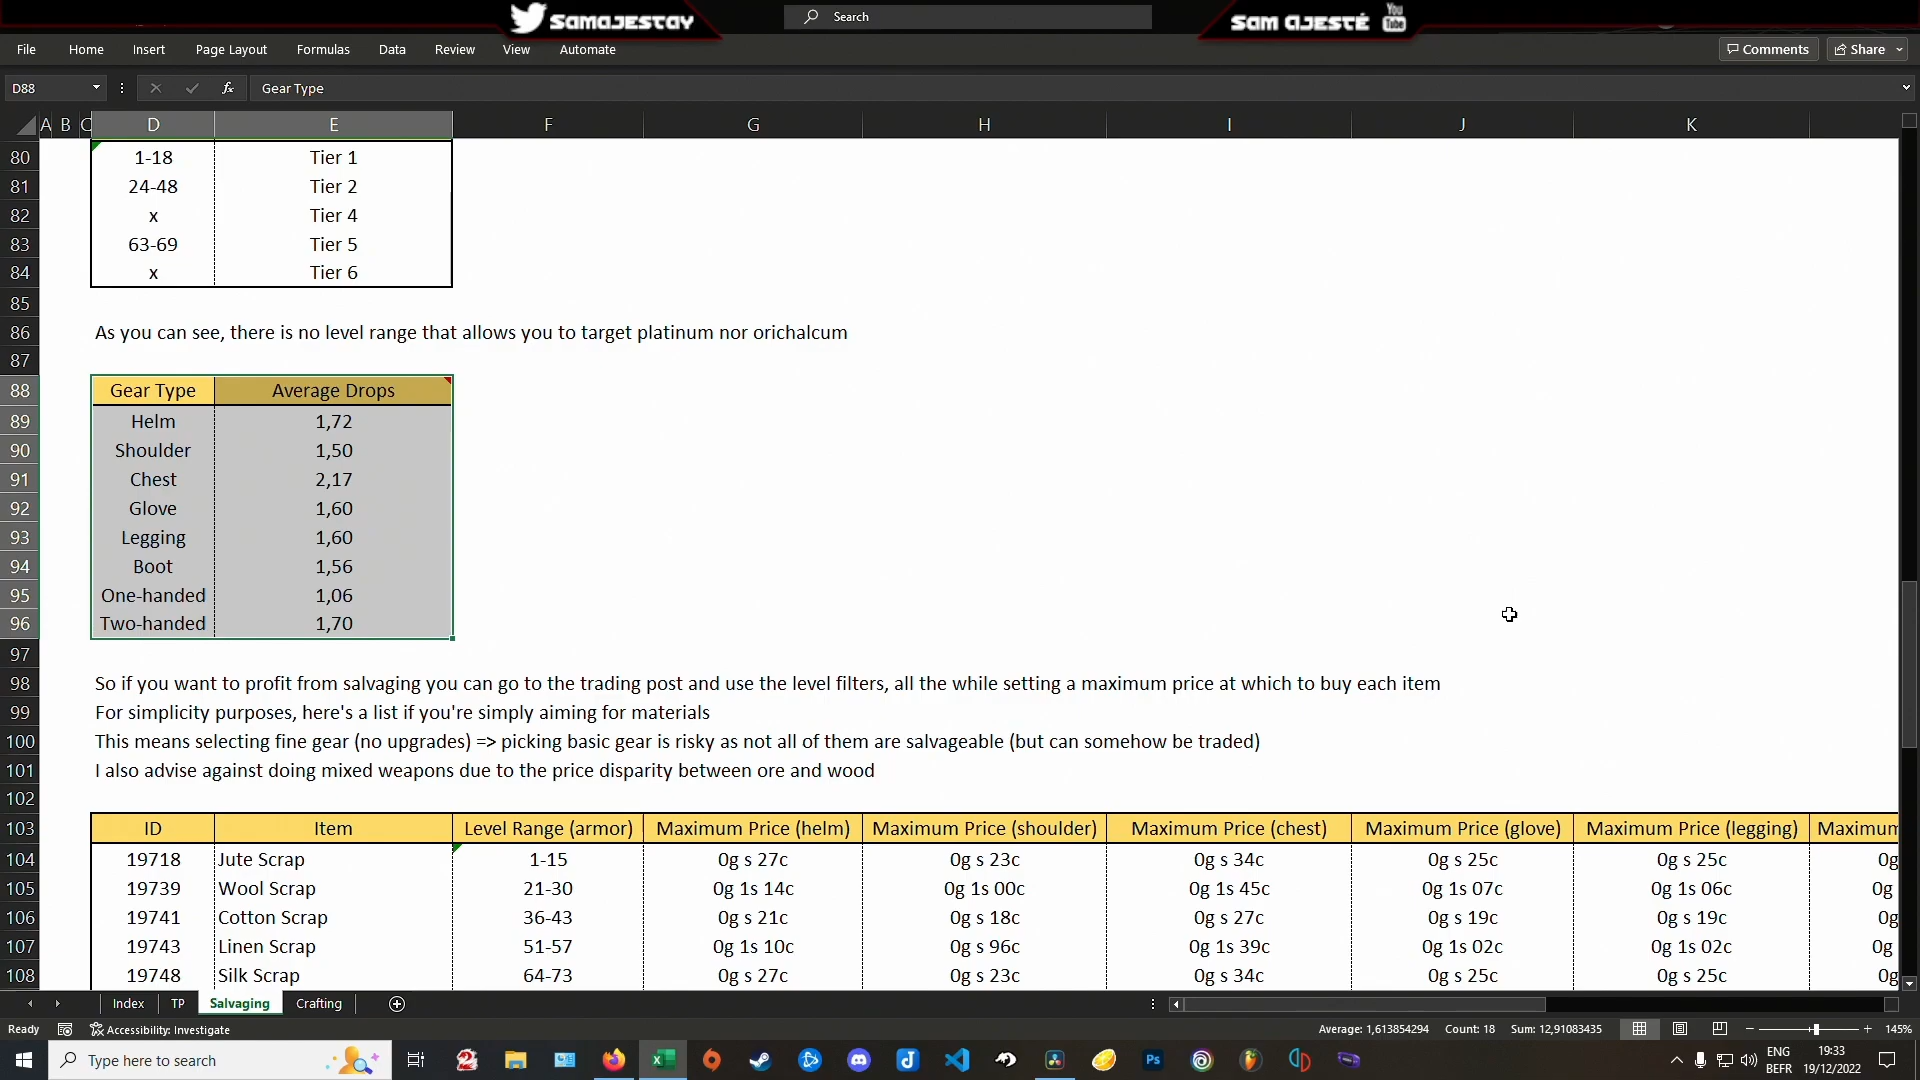 SAMAJESTAY
Search
SAM AJESTÉ
You
Tube
File
Home
Insert
Page Layout
Formulas
Data
Review
View
Automate
Comments
Share
D88
fx
Gear Type
A
B
C
D
E
F
G
H
I
J
K
80 1-18 Tier 1
81 24-48 Tier 2
82 x Tier 4
83 63-69 Tier 5
84 x Tier 6
85
86 As you can see, there is no level range that allows you to target platinum nor orichalcum
87
88 Gear Type Average Drops
89 Helm 1,72
90 Shoulder 1,50
91 Chest 2,17
92 Glove 1,60
93 Legging 1,60
94 Boot 1,56
95 One-handed 1,06
96 Two-handed 1,70
97
98 So if you want to profit from salvaging you can go to the trading post and use the level filters, all the while setting a maximum price at which to buy each item
99 For simplicity purposes, here's a list if you're simply aiming for materials
100 This means selecting fine gear (no upgrades) => picking basic gear is risky as not all of them are salvageable (but can somehow be traded)
101 I also advise against doing mixed weapons due to the price disparity between ore and wood
102
103 ID Item Level Range (armor) Maximum Price (helm) Maximum Price (shoulder) Maximum Price (chest) Maximum Price (glove) Maximum Price (legging) Maximum
104 19718 Jute Scrap 1-15 0g s 27c 0g s 23c 0g s 34c 0g s 25c 0g s 25c 0g
105 19739 Wool Scrap 21-30 0g 1s 14c 0g 1s 00c 0g 1s 45c 0g 1s 07c 0g 1s 06c 0g
106 19741 Cotton Scrap 36-43 0g s 21c 0g s 18c 0g s 27c 0g s 19c 0g s 19c 0g
107 19743 Linen Scrap 51-57 0g 1s 10c 0g s 96c 0g 1s 39c 0g 1s 02c 0g 1s 02c 0g
108 19748 Silk Scrap 64-73 0g s 27c 0g s 23c 0g s 34c 0g s 25c 0g s 25c 0g
Index
TP
Salvaging
Crafting
Ready
Accessibility: Investigate
Average: 1,613854294
Count: 18
Sum: 12,91083435
145%
Type here to search
Ps
ENG
BEFR
19:33
19/12/2022